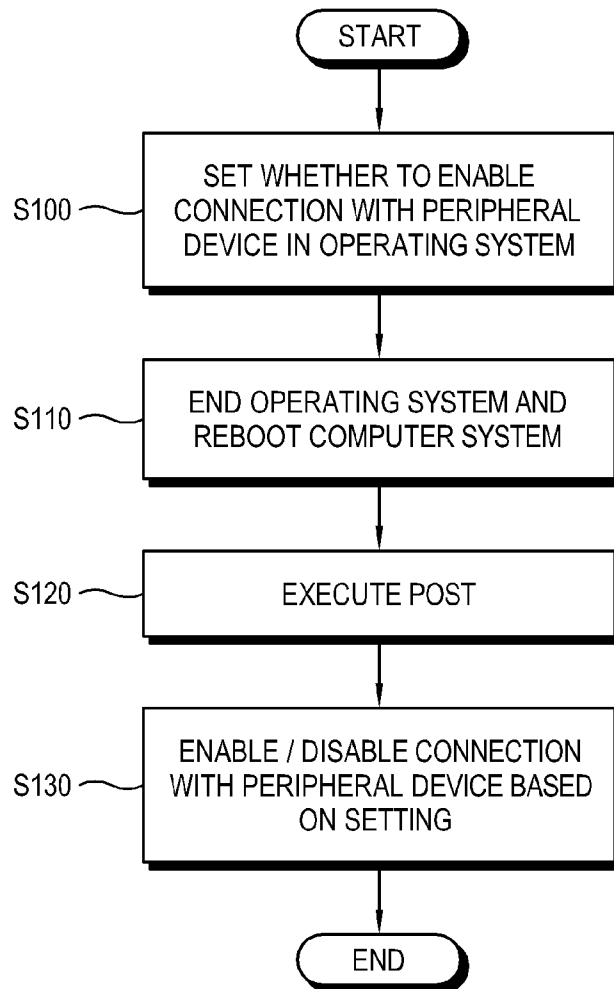 START
S100
SET WHETHER TO ENABLE
CONNECTION WITH PERIPHERAL
DEVICE IN OPERATING SYSTEM
S110
END OPERATING SYSTEM AND
REBOOT COMPUTER SYSTEM
S120
EXECUTE POST
S130
ENABLE / DISABLE CONNECTION
WITH PERIPHERAL DEVICE BASED
ON SETTING
END